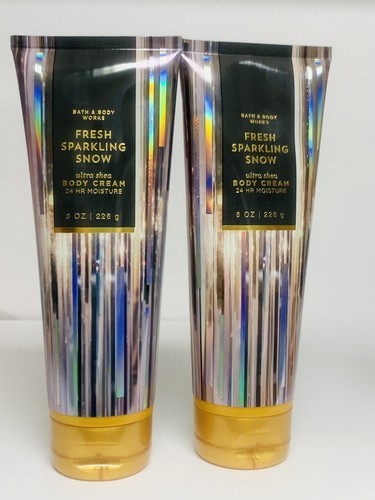 BATH & BODY
WORKS
FRESH
SPARKLING
SNOW
ultra shea
BODY CREAM
24 HR MOISTURE
8 OZ | 226 g
BATH & BODY
WORKS
FRESH
SPARKLING
SNOW
ultra shea
BODY CREAM
24 HR MOISTURE
8 OZ | 226 g